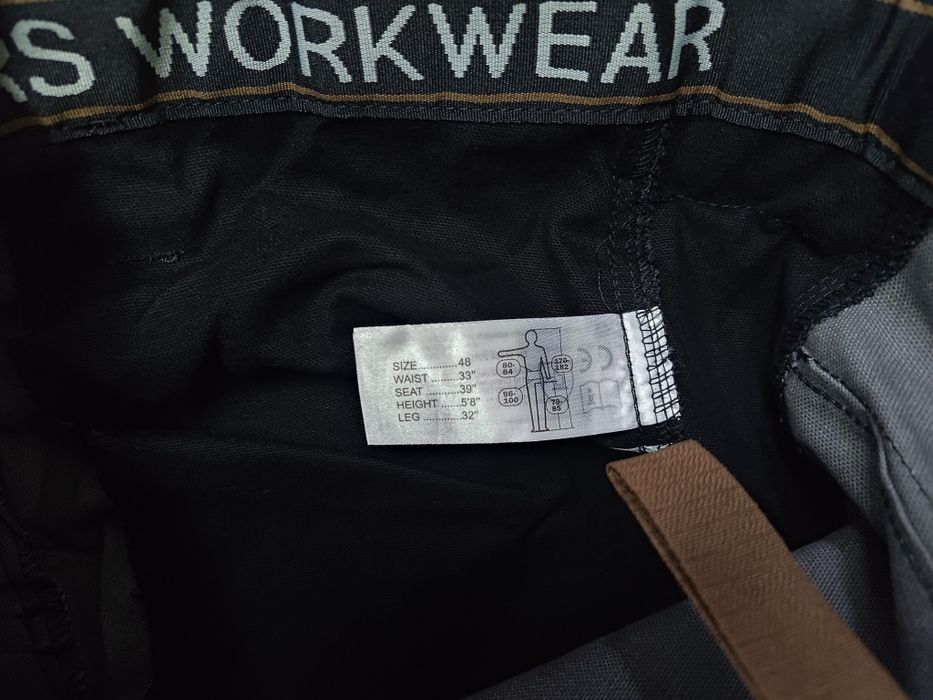 RS WORKWEAR
SIZE............48
WAIST.........33"
SEAT...........39"
HEIGHT.......5'8"
LEG..............32"
80-
84
170-
182
96-
100
78-
85
CE